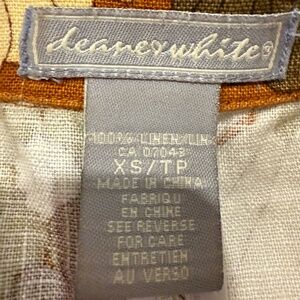 deane&white®
100% LINEN/LIN
CA 07043
XS/TP
MADE IN CHINA
FABRIQUÉ
EN CHINE
SEE REVERSE
FOR CARE
ENTRETIEN
AU VERSO